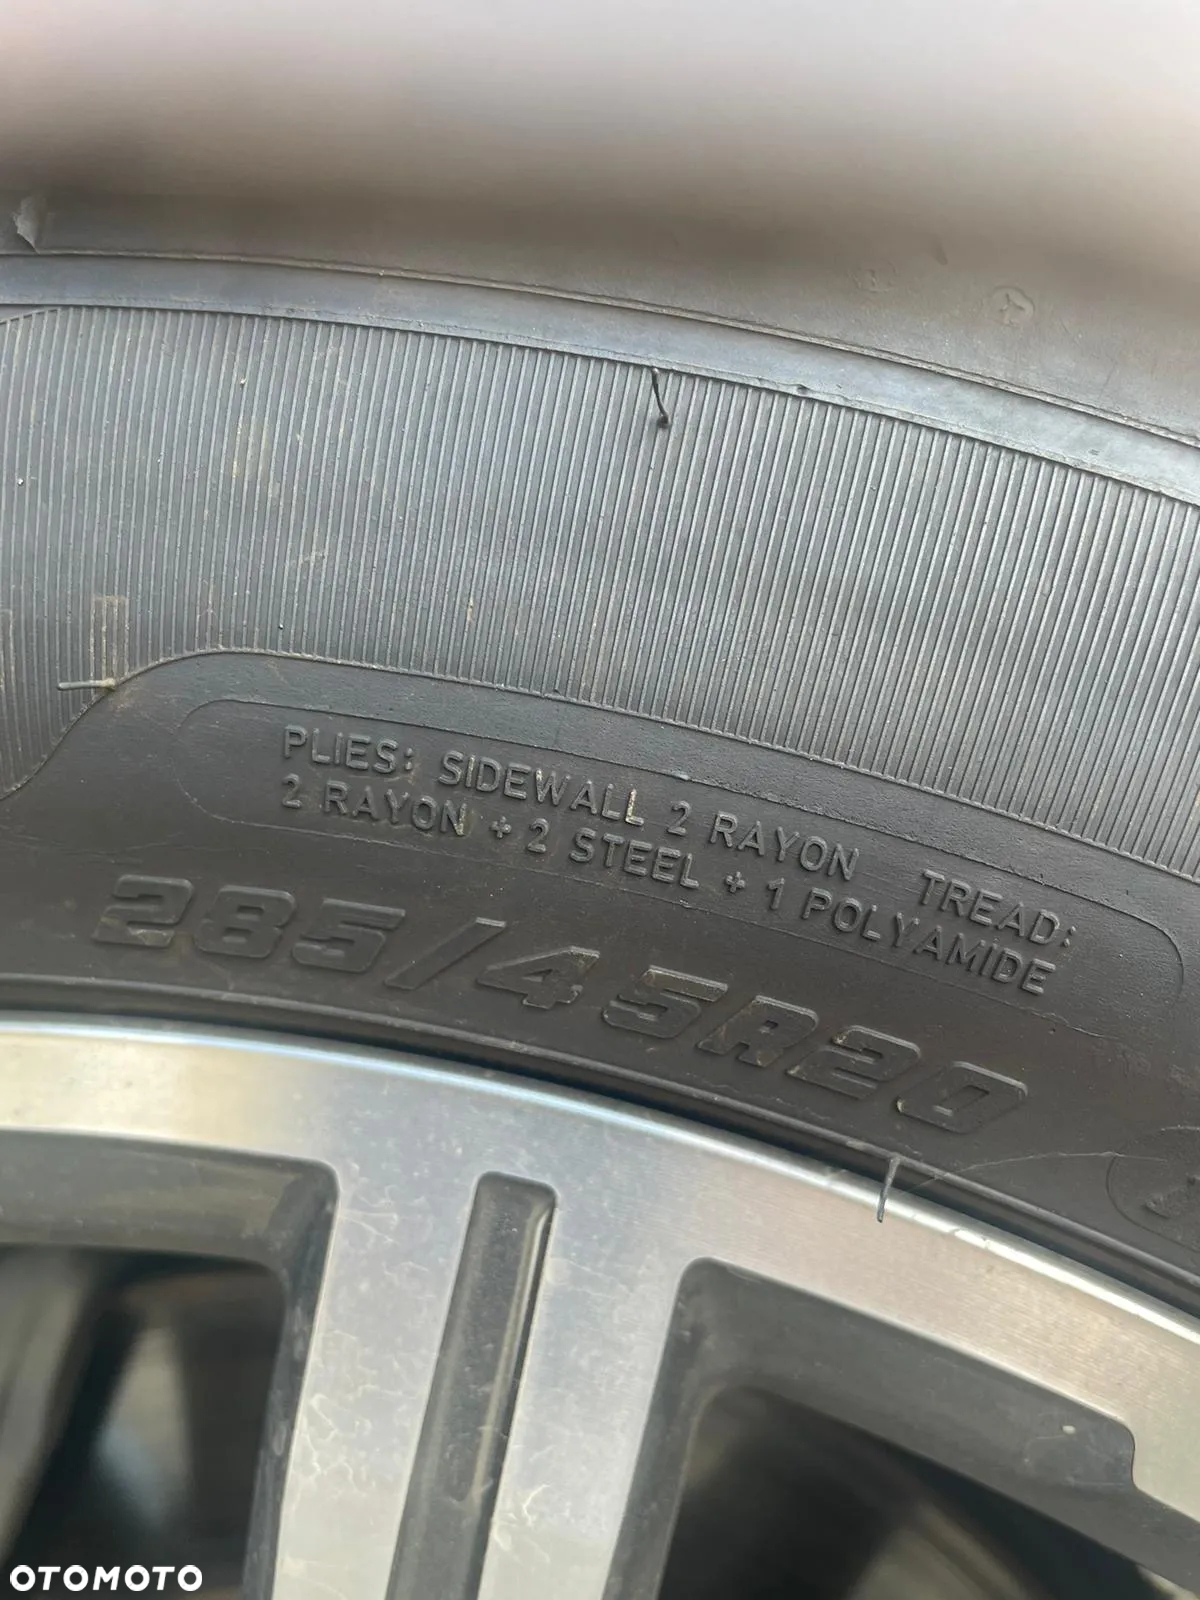 PLIES: SIDEWALL 2 RAYON TREAD:
2 RAYON + 2 STEEL + 1 POLYAMIDE
285/45R20
OTOMOTO